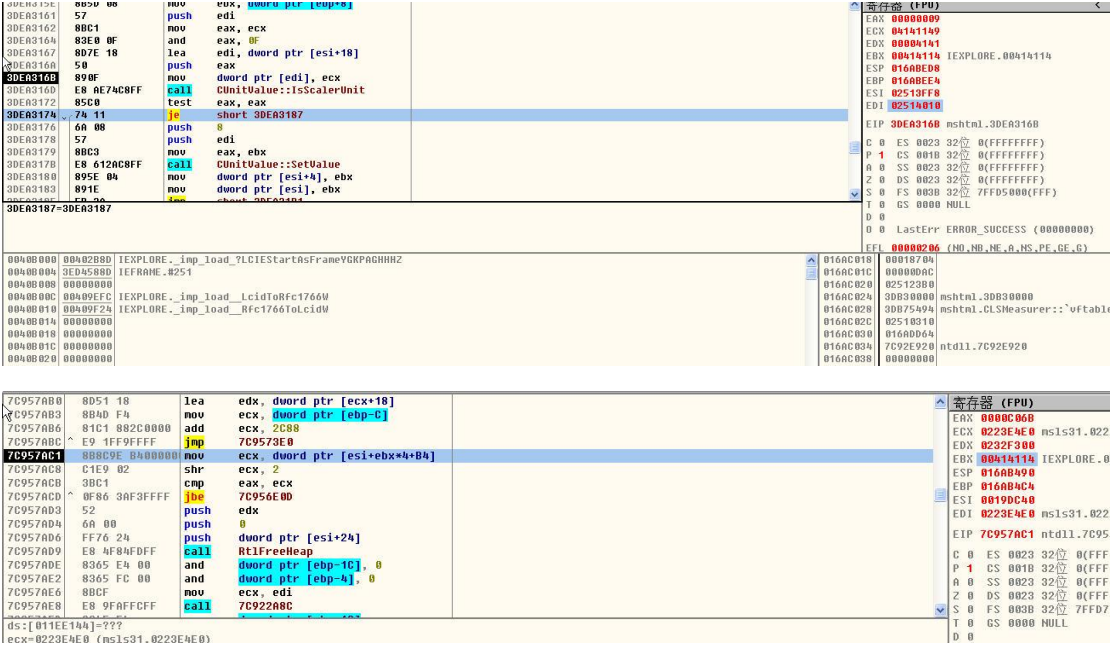 3DEA315E 8B5D 08 mov ebx, dword ptr [ebp+8]
3DEA3161 57 push edi
3DEA3162 8BC1 mov eax, ecx
3DEA3164 83E0 0F and eax, 0F
3DEA3167 8D7E 18 lea edi, dword ptr [esi+18]
3DEA316A 50 push eax
3DEA316B 890F mov dword ptr [edi], ecx
3DEA316D E8 AE74C8FF call CUnitValue::IsScalerUnit
3DEA3172 85C0 test eax, eax
3DEA3174 74 11 je short 3DEA3187
3DEA3176 6A 08 push 8
3DEA3178 57 push edi
3DEA3179 8BC3 mov eax, ebx
3DEA317B E8 612AC8FF call CUnitValue::SetValue
3DEA3180 895E 04 mov dword ptr [esi+4], ebx
3DEA3183 891E mov dword ptr [esi], ebx
3DEA3187=3DEA3187
寄存器 (FPU) <
EAX 00000009
ECX 04141149
EDX 00004141
EBX 00414114 IEXPLORE.00414114
ESP 016ABED8
EBP 016ABEE4
ESI 02513FF8
EDI 02514010
EIP 3DEA316B mshtml.3DEA316B
C 0 ES 0023 32位 0(FFFFFFFF)
P 1 CS 001B 32位 0(FFFFFFFF)
A 0 SS 0023 32位 0(FFFFFFFF)
Z 0 DS 0023 32位 0(FFFFFFFF)
S 0 FS 003B 32位 7FFD5000(FFF)
T 0 GS 0000 NULL
D 0
O 0 LastErr ERROR_SUCCESS (00000000)
EFL 00000206 (NO,NB,NE,A,NS,PE,GE,G)
0040B000 00402B8D IEXPLORE._imp_load_?LCIEStartAsFrameYGKPAGHHHZ
0040B004 3ED4588D IEFRAME.#251
0040B008 00000000
0040B00C 00409EFC IEXPLORE._imp_load__LcidToRfc1766W
0040B010 00409F24 IEXPLORE._imp_load__Rfc1766ToLcidW
0040B014 00000000
0040B018 00000000
0040B01C 00000000
0040B020 00000000
016AC018 00018704
016AC01C 00000DAC
016AC020 025123B0
016AC024 3DB30000 mshtml.3DB30000
016AC028 3DB75494 mshtml.CLSMeasurer::`vftable
016AC02C 02510310
016AC030 016ADD64
016AC034 7C92E920 ntdll.7C92E920
016AC038 00000000
7C957AB0 8D51 18 lea edx, dword ptr [ecx+18]
7C957AB3 8B4D F4 mov ecx, dword ptr [ebp-C]
7C957AB6 81C1 882C0000 add ecx, 2C88
7C957ABC ^ E9 1FF9FFFF jmp 7C9573E0
7C957AC1 8B8C9E B400000 mov ecx, dword ptr [esi+ebx*4+B4]
7C957AC8 C1E9 02 shr ecx, 2
7C957ACB 3BC1 cmp eax, ecx
7C957ACD ^ 0F86 3AF3FFFF jbe 7C956E0D
7C957AD3 52 push edx
7C957AD4 6A 00 push 0
7C957AD6 FF76 24 push dword ptr [esi+24]
7C957AD9 E8 4F84FDFF call RtlFreeHeap
7C957ADE 8365 E4 00 and dword ptr [ebp-1C], 0
7C957AE2 8365 FC 00 and dword ptr [ebp-4], 0
7C957AE6 8BCF mov ecx, edi
7C957AE8 E8 9FAFFCFF call 7C922A8C
ds:[011EE144]=???
ecx=0223E4E0 (msls31.0223E4E0)
寄存器 (FPU)
EAX 0000C06B
ECX 0223E4E0 msls31.022
EDX 0232F300
EBX 00414114 IEXPLORE.0
ESP 016AB490
EBP 016AB4C4
ESI 0019DC40
EDI 0223E4E0 msls31.022
EIP 7C957AC1 ntdll.7C95
C 0 ES 0023 32位 0(FFF
P 1 CS 001B 32位 0(FFF
A 0 SS 0023 32位 0(FFF
Z 0 DS 0023 32位 0(FFF
S 0 FS 003B 32位 7FFD7
T 0 GS 0000 NULL
D 0